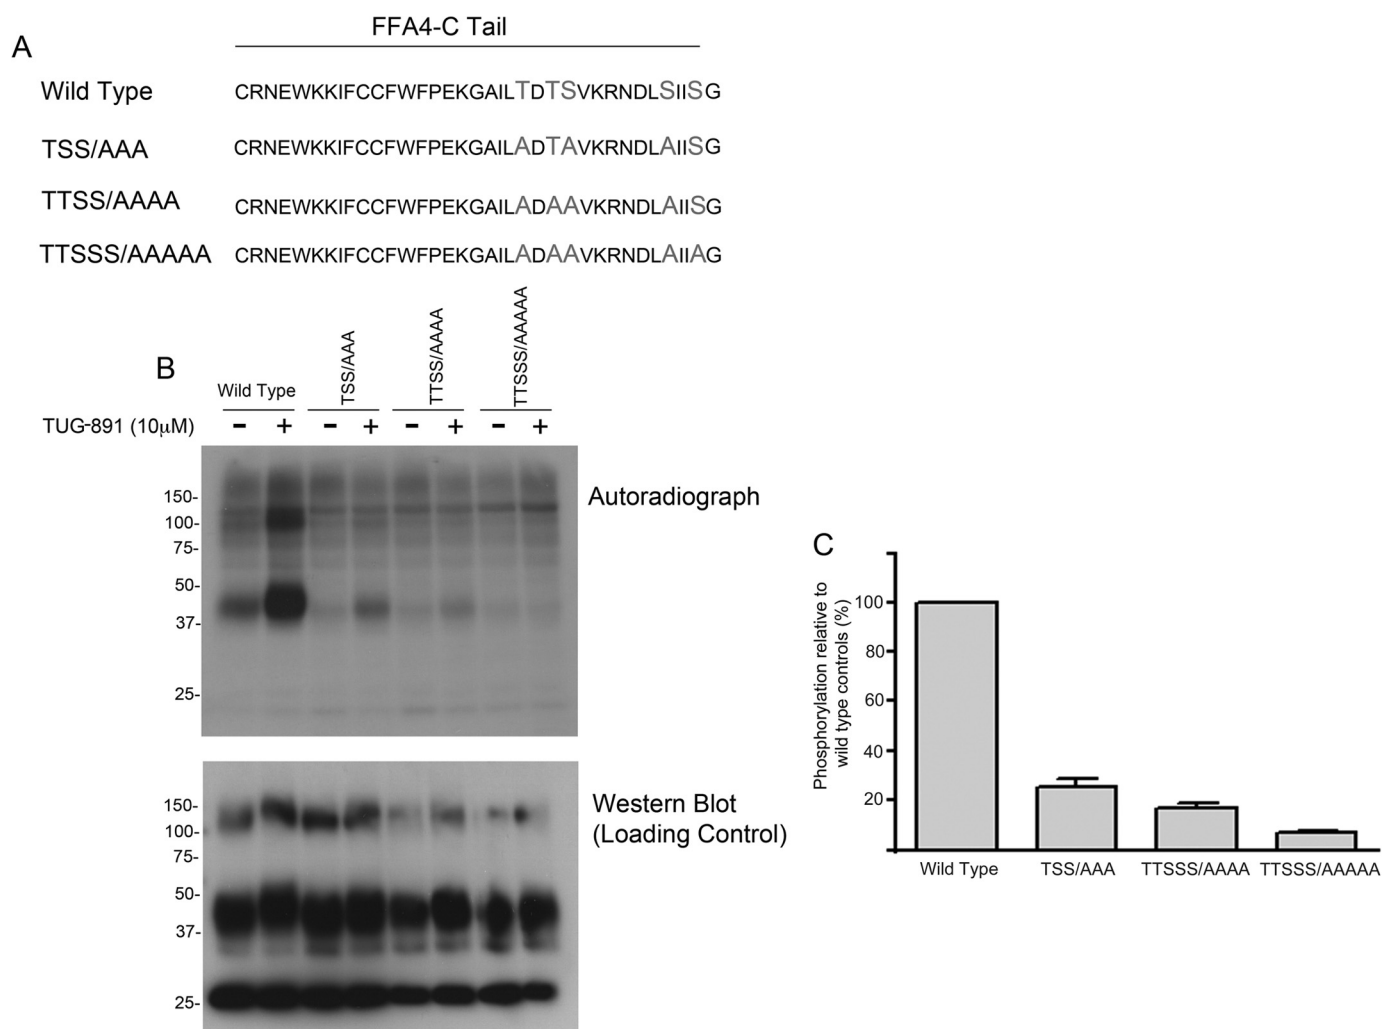 FFA4-C Tail
A
Wild Type CRNEWKKIFCCFWFPEKGAILTDTSVKRNDLSIISG
TSS/AAA CRNEWKKIFCCFWFPEKGAILADTAVKRNDLAIISG
TTSS/AAAA CRNEWKKIFCCFWFPEKGAILADAAVKRNDLAIISG
TTSSS/AAAAA CRNEWKKIFCCFWFPEKGAILADAAVKRNDLAIIAG
B
Wild Type TSS/AAA TTSS/AAAA TTSSS/AAAAA
TUG-891 (10μM) - + - + - + - +
150-
100-
75-
50-
37-
25-
Autoradiograph
150-
100-
75-
50-
37-
25-
Western Blot
(Loading Control)
C
Phosphorylation relative to
wild type controls (%)
100
80
60
40
20
Wild Type TSS/AAA TTSSS/AAAA TTSSS/AAAAA